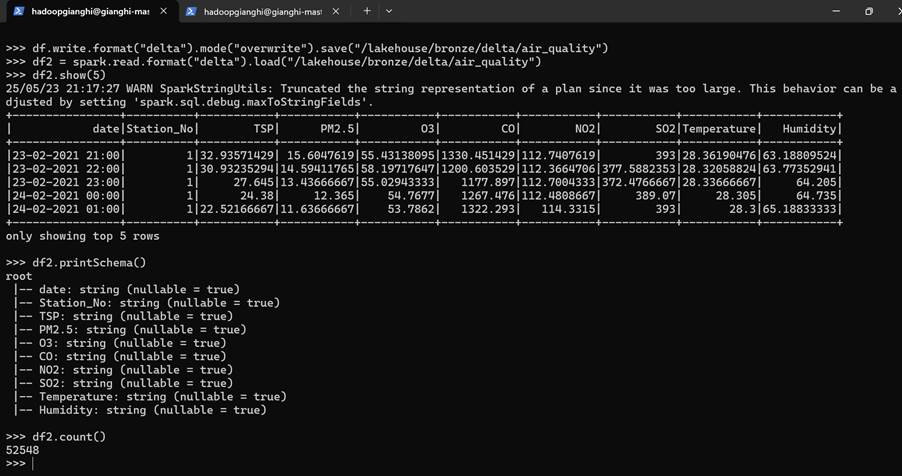 hadoopgianghi@gianghi-mast
hadoopgianghi@gianghi-mast
>>> df.write.format("delta").mode("overwrite").save("/lakehouse/bronze/delta/air_quality")
>>> df2 = spark.read.format("delta").load("/lakehouse/bronze/delta/air_quality")
>>> df2.show(5)
25/05/23 21:17:27 WARN SparkStringUtils: Truncated the string representation of a plan since it was too large. This behavior can be a
djusted by setting 'spark.sql.debug.maxToStringFields'.
+----------------+----------+-----------+-----------+-----------+-----------+-----------+-----------+-----------+-----------+
|            date|Station_No|        TSP|      PM2.5|         O3|         CO|        NO2|        SO2|Temperature|   Humidity|
+----------------+----------+-----------+-----------+-----------+-----------+-----------+-----------+-----------+-----------+
|23-02-2021 21:00|         1|32.93571429| 15.6047619|55.43138095|1330.451429|112.7407619|        393|28.36190476|63.18809524|
|23-02-2021 22:00|         1|30.93235294|14.59411765|58.19717647|1200.603529|112.3664706|377.5882353|28.32058824|63.77352941|
|23-02-2021 23:00|         1|     27.645|13.43666667|55.02943333|   1177.897|112.7004333|372.4766667|28.33666667|     64.205|
|24-02-2021 00:00|         1|      24.38|     12.365|    54.7677|   1267.476|112.4808667|     389.07|     28.305|     64.735|
|24-02-2021 01:00|         1|22.52166667|11.63666667|    53.7862|   1322.293|   114.3315|        393|       28.3|65.18833333|
+----------------+----------+-----------+-----------+-----------+-----------+-----------+-----------+-----------+-----------+
only showing top 5 rows
>>> df2.printSchema()
root
 |-- date: string (nullable = true)
 |-- Station_No: string (nullable = true)
 |-- TSP: string (nullable = true)
 |-- PM2.5: string (nullable = true)
 |-- O3: string (nullable = true)
 |-- CO: string (nullable = true)
 |-- NO2: string (nullable = true)
 |-- SO2: string (nullable = true)
 |-- Temperature: string (nullable = true)
 |-- Humidity: string (nullable = true)
>>> df2.count()
52548
>>>